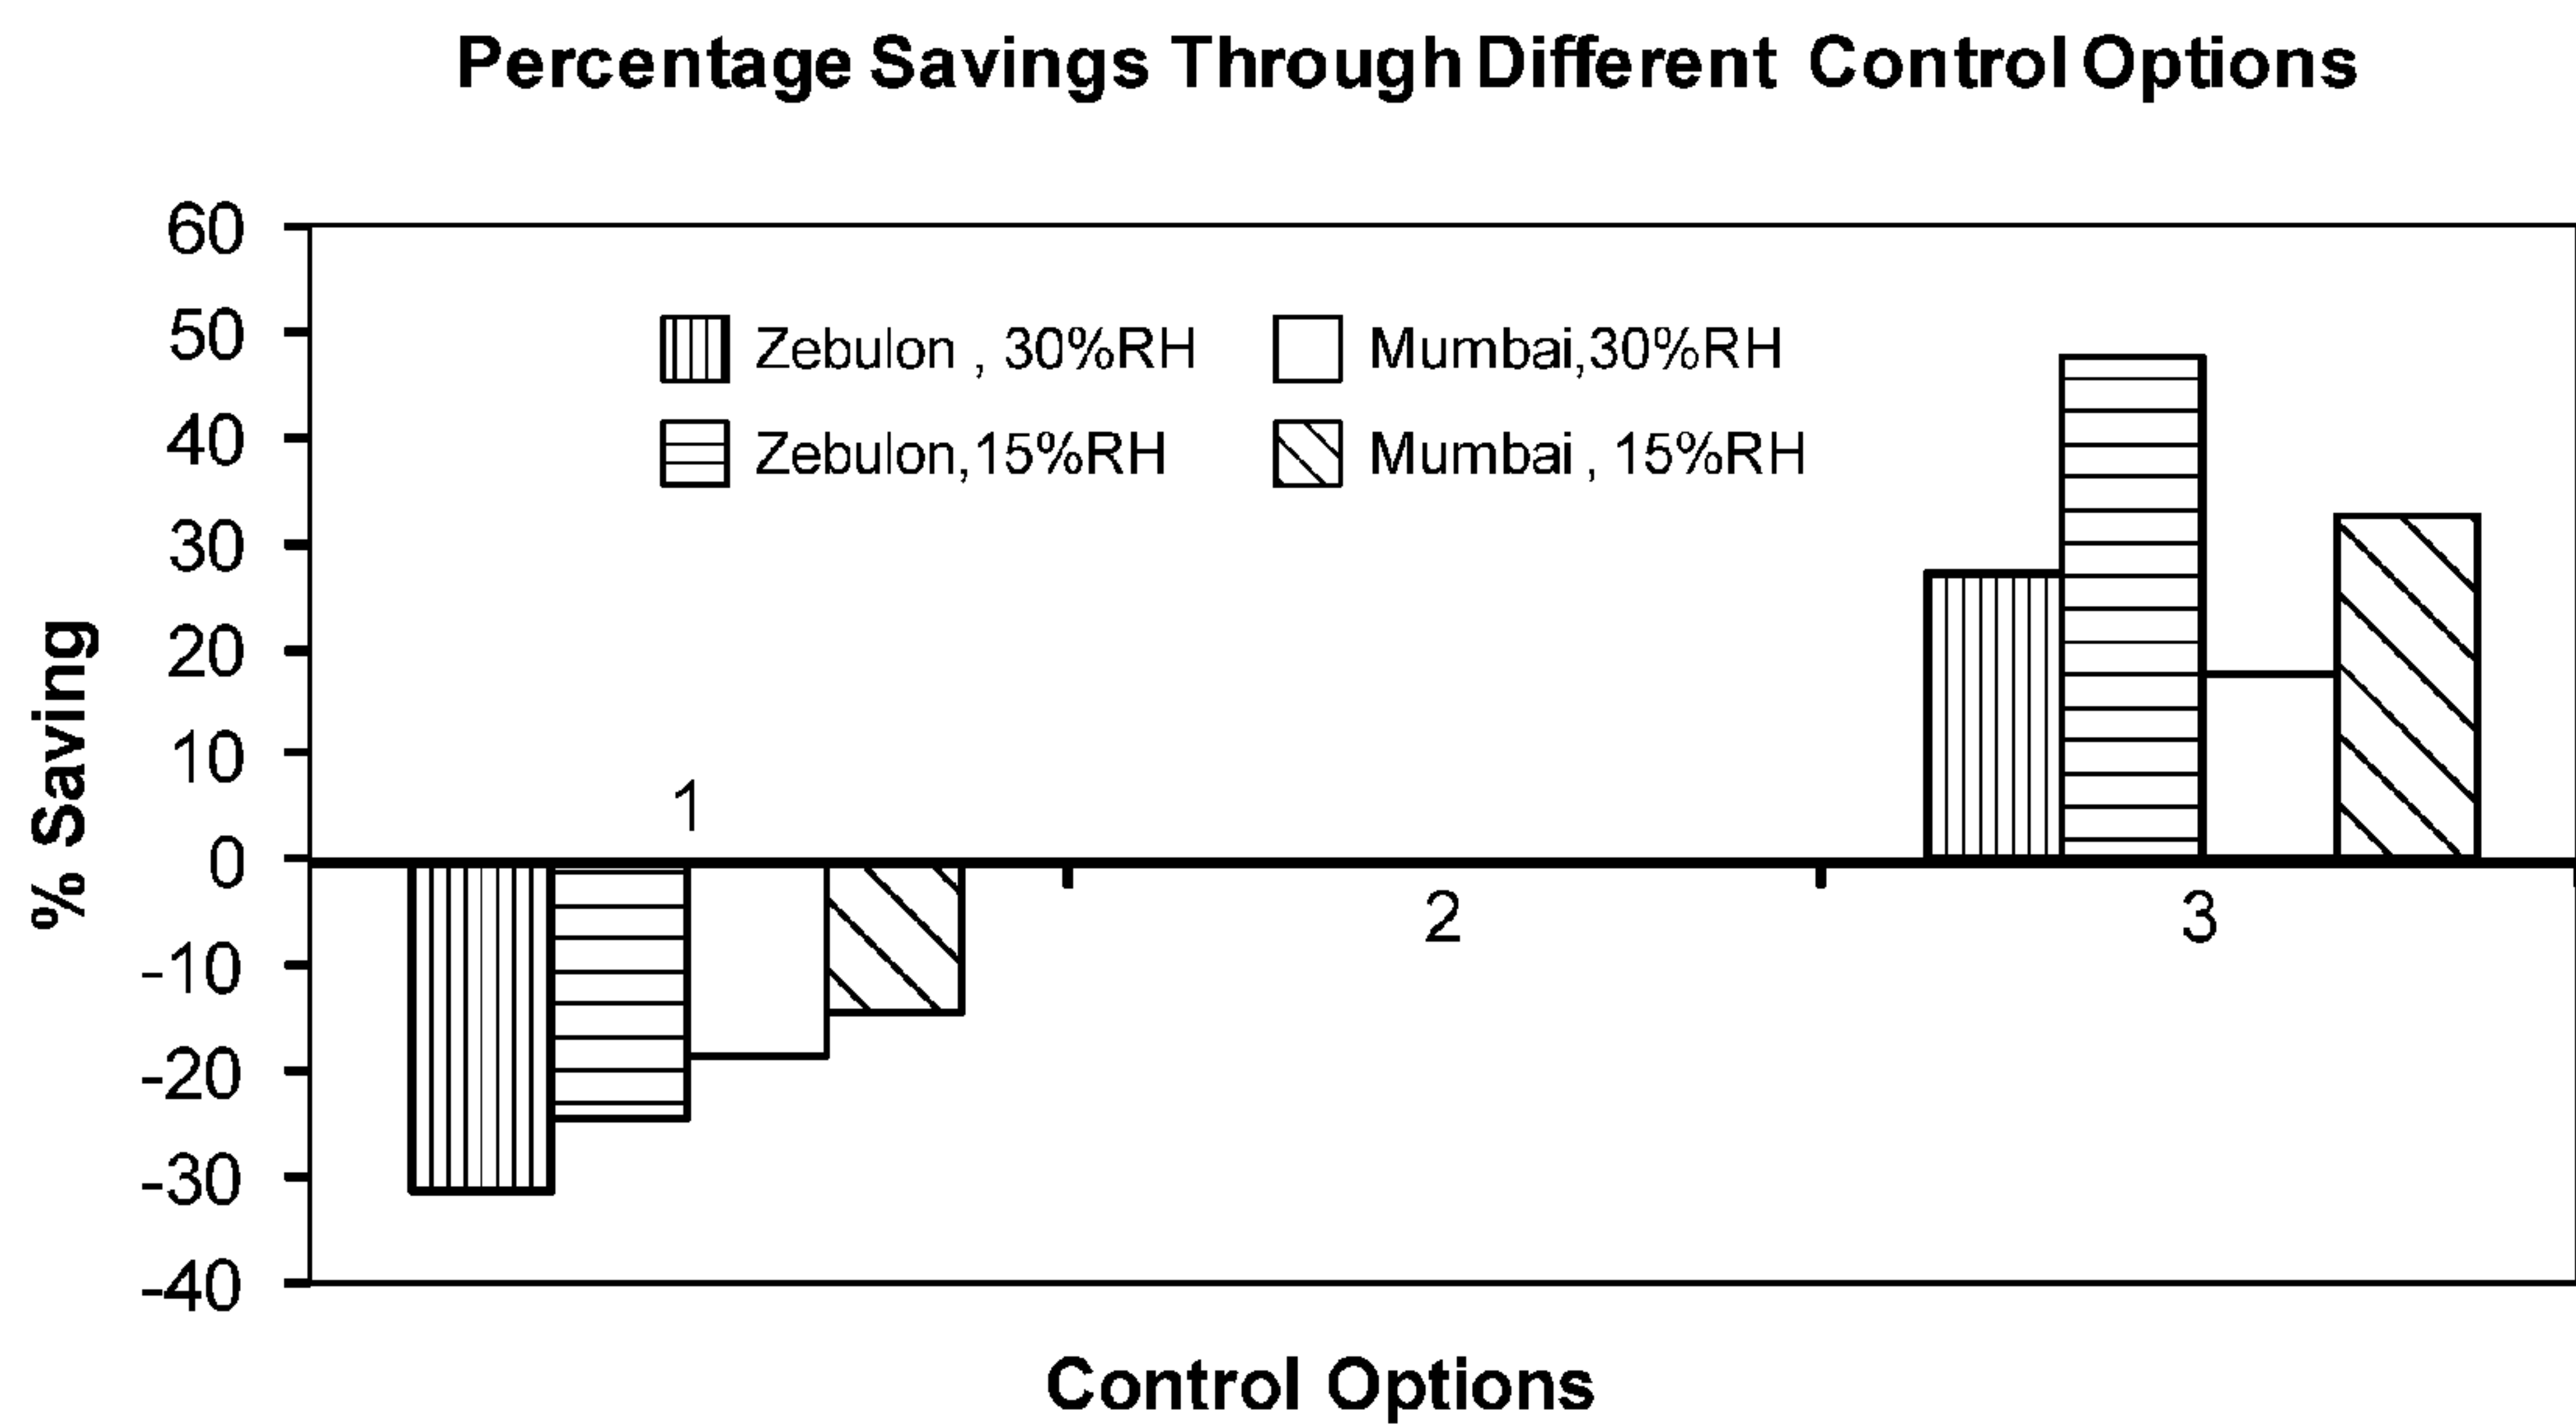 Percentage Savings Through Different Control Options
60
50
40
30
20
10
0
-10
-20
-30
-40
% Saving
Zebulon , 30%RH
Mumbai,30%RH
Zebulon,15%RH
Mumbai , 15%RH
1
2
3
Control Options